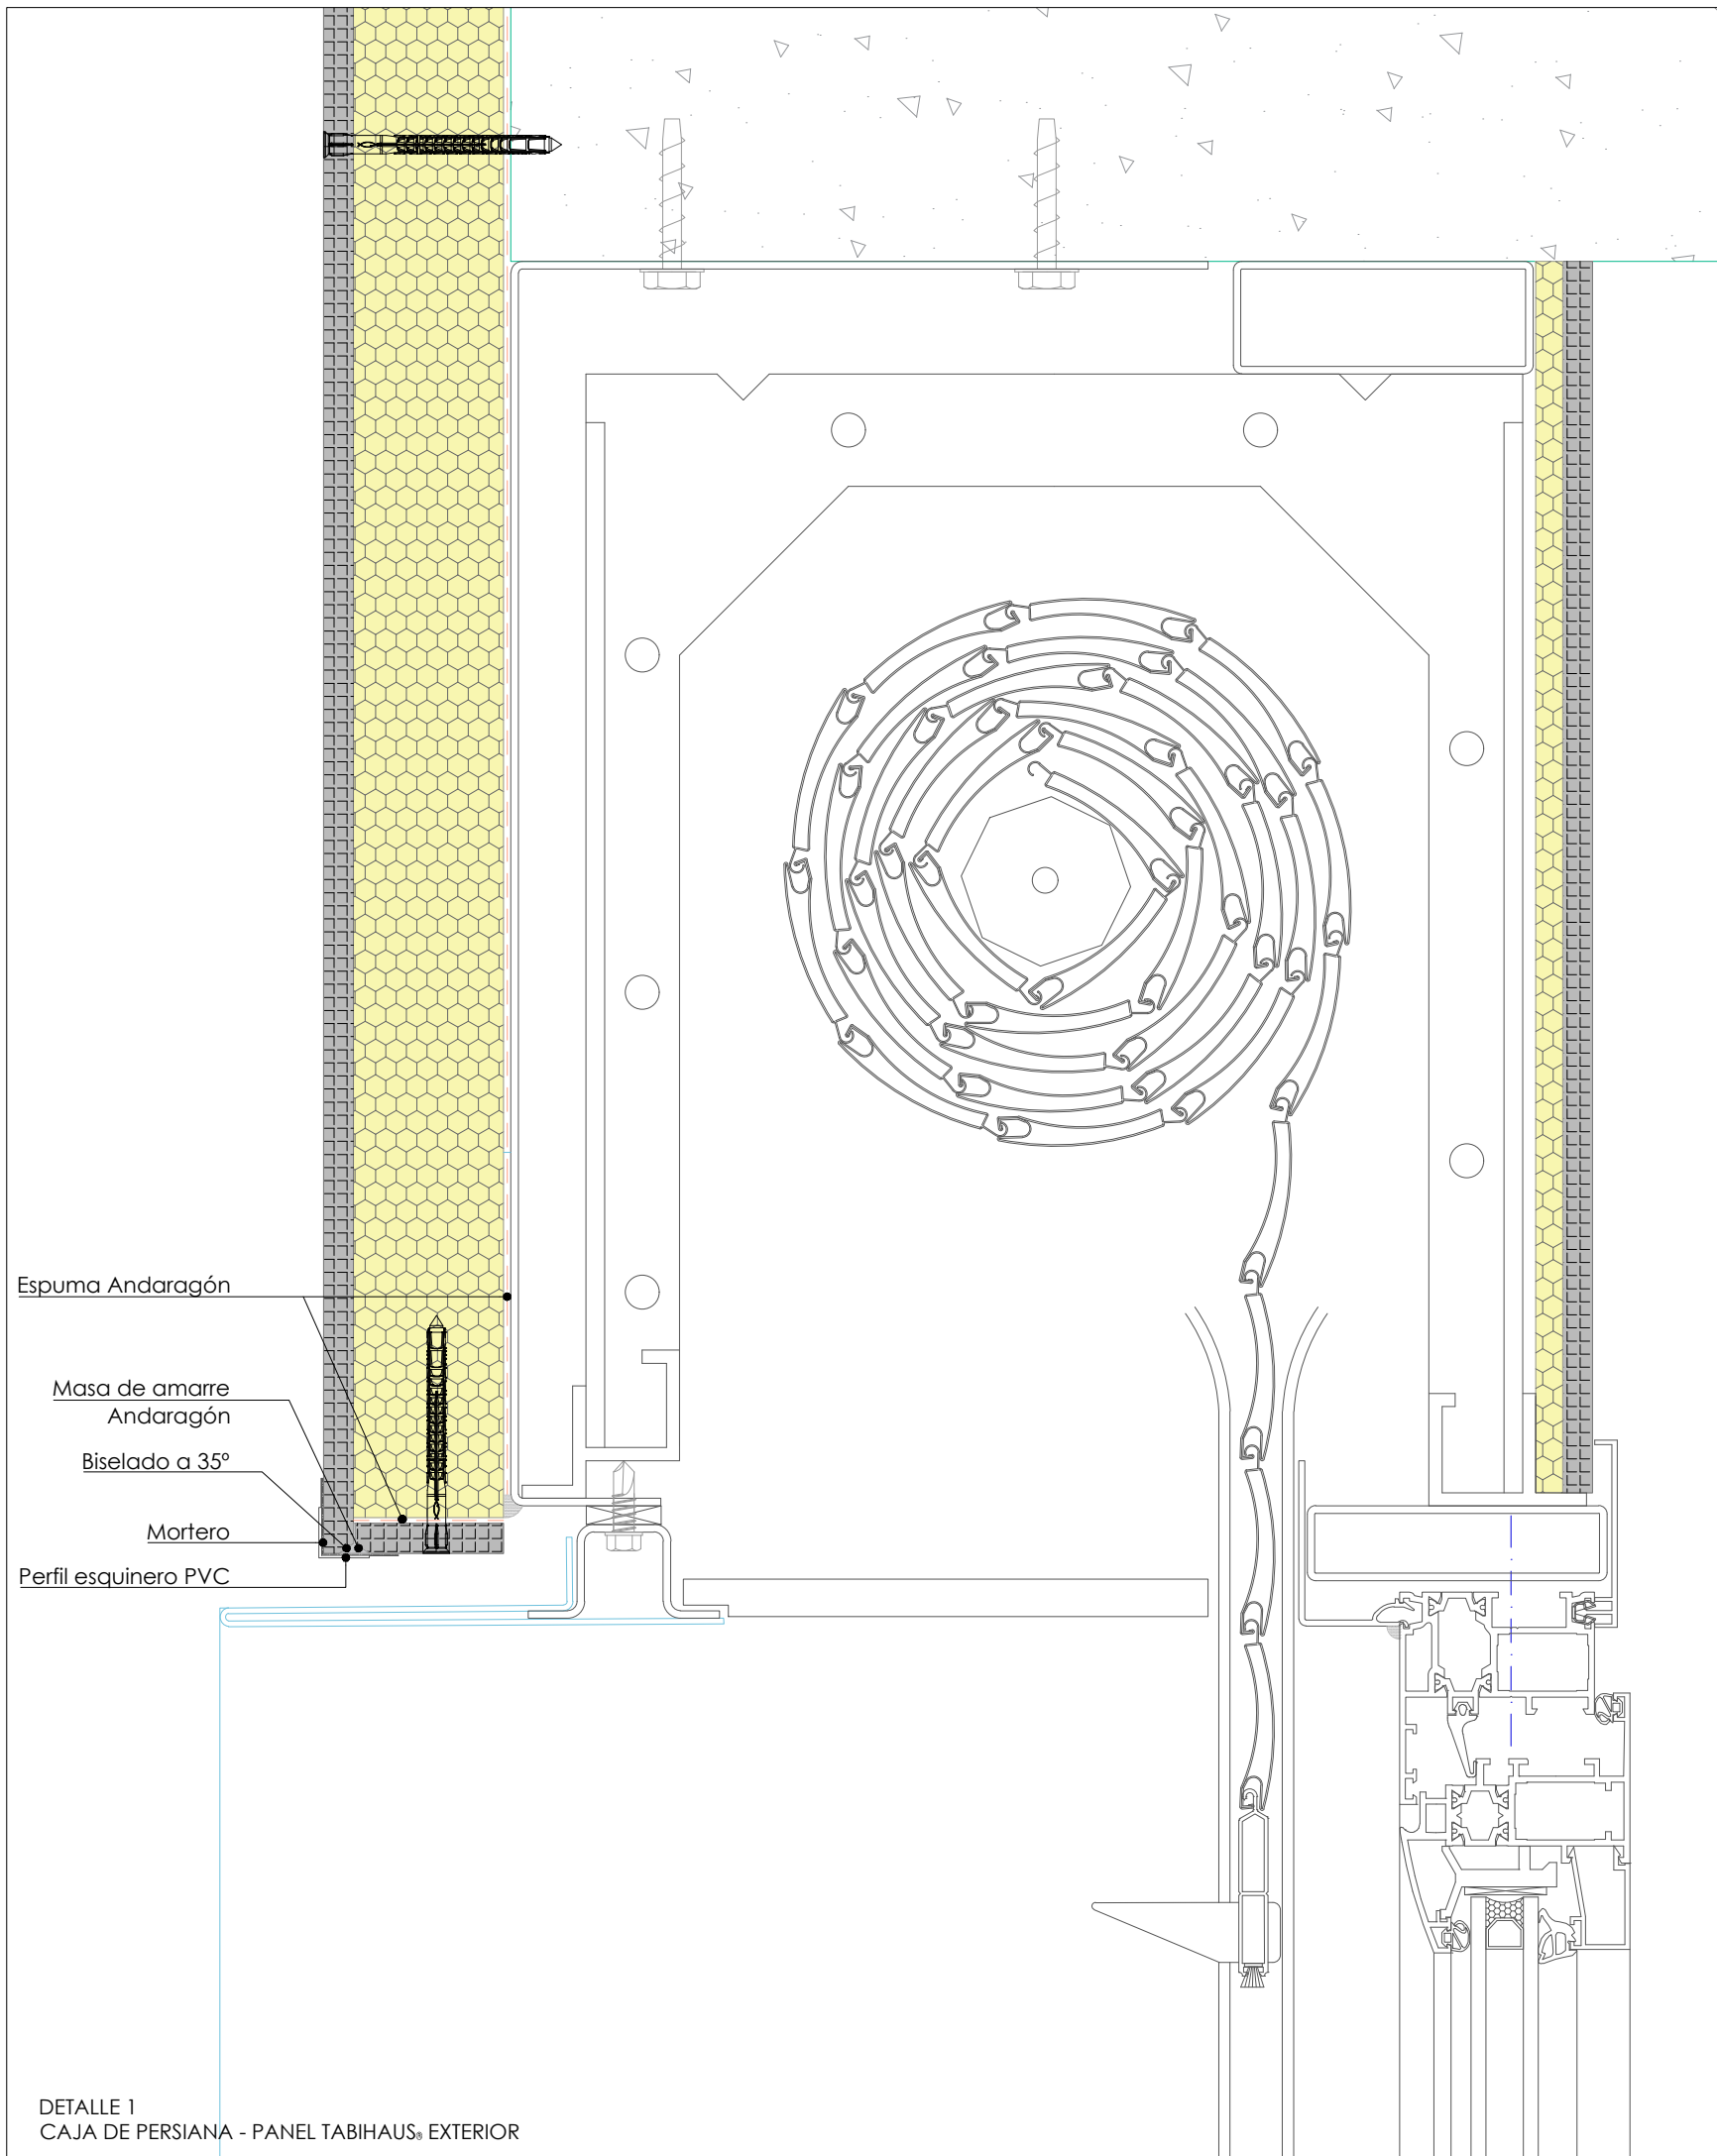 Espuma Andaragón
Masa de amarre
Andaragón
Biselado a 35º
Mortero
Perfil esquinero PVC
DETALLE 1
CAJA DE PERSIANA - PANEL TABIHAUS® EXTERIOR